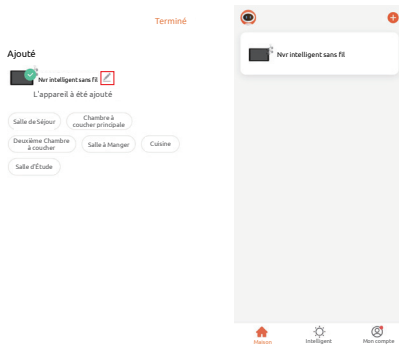 Terminé
Ajouté
Nvr intelligent sans fil
L'appareil à été ajouté
Salle de Séjour
Chambre à
coucher principale
Deuxième Chambre
à coucher
Salle à Manger
Cuisine
Salle d'Étude
Nvr intelligent sans fil
Maison
Intelligent
Mon compte